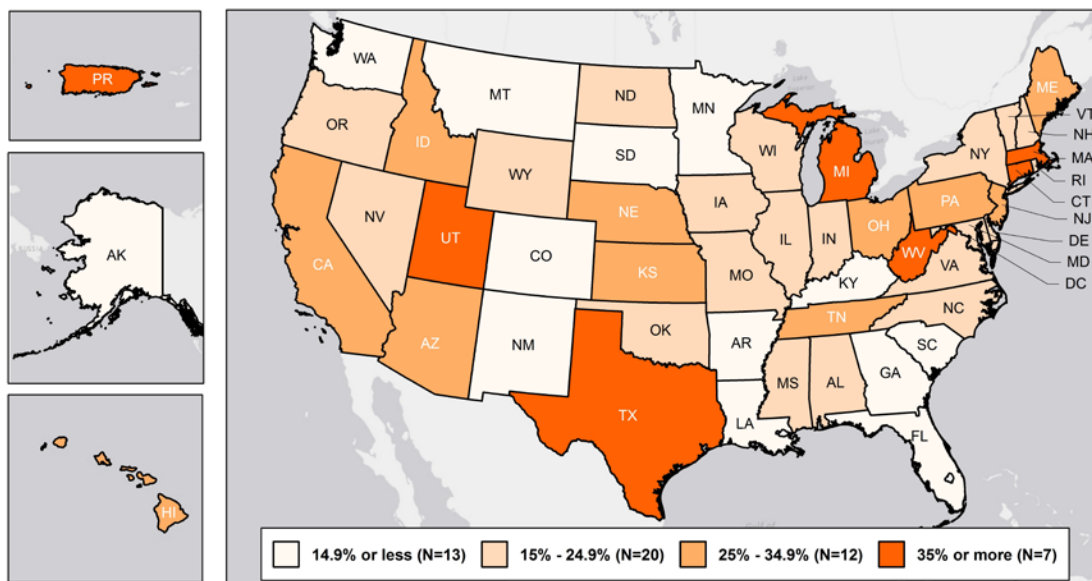 PR
AK
HI
WA
MT
ND
MN
OR
ID
SD
WI
MI
WY
NY
ME
VT
NH
MA
RI
CT
NJ
DE
MD
DC
NV
UT
NE
IA
IL
IN
OH
PA
CA
CO
KS
MO
KY
WV
VA
AZ
NM
OK
AR
TN
NC
TX
LA
MS
AL
GA
SC
FL
14.9% or less (N=13)
15% - 24.9% (N=20)
25% - 34.9% (N=12)
35% or more (N=7)